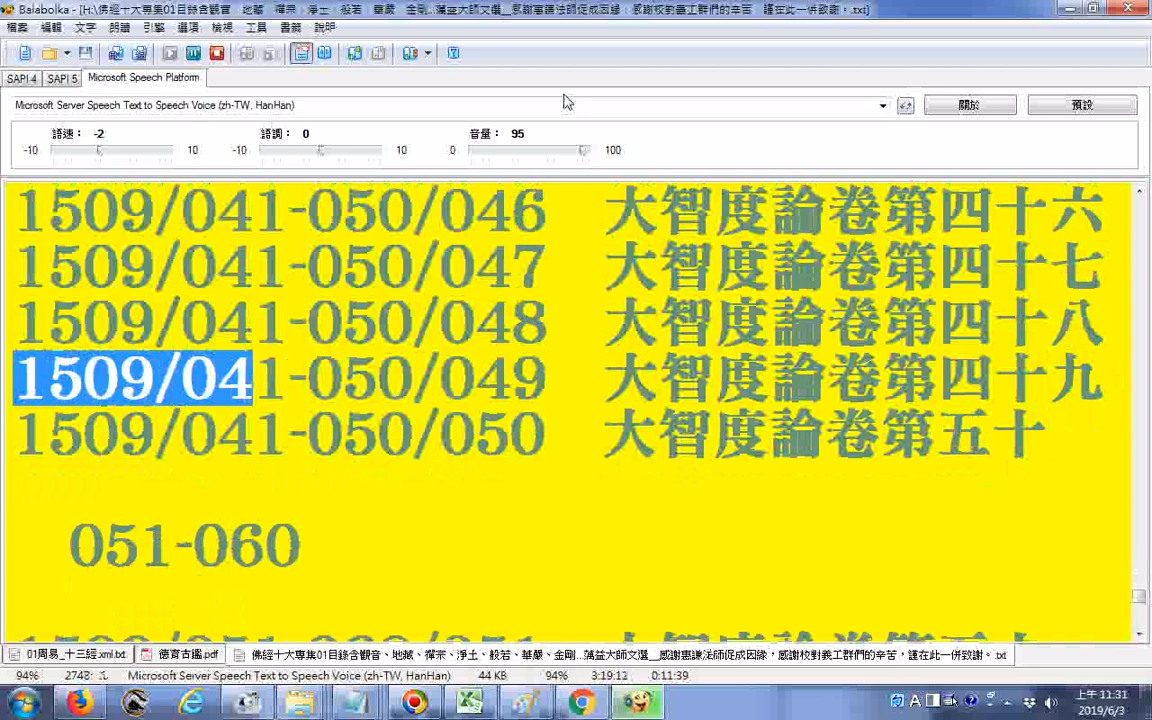 Balabolka - [H:\佛經十大專集01目錄含觀音、地藏、禪宗、淨土、般若、華嚴、金剛...藕益大師文選__感謝惠謙法師促成因緣，感謝校對義工群們的辛苦，謹在此一併致謝。.txt]
檔案 編輯 文字 朗讀 引擎 選項 檢視 工具 書籤 說明
SAPI 4 SAPI 5 Microsoft Speech Platform
Microsoft Server Speech Text to Speech Voice (zh-TW, HanHan) 關於 預設
語速： -2 語調： 0 音量： 95
-10 10 -10 10 0 100
1509/041-050/046 大智度論卷第四十六
1509/041-050/047 大智度論卷第四十七
1509/041-050/048 大智度論卷第四十八
1509/041-050/049 大智度論卷第四十九
1509/041-050/050 大智度論卷第五十
051-060
01周易_十三經.xml.txt 德育古鑑.pdf 佛經十大專集01目錄含觀音、地藏、禪宗、淨土、般若、華嚴、金剛...藕益大師文選__感謝惠謙法師促成因緣，感謝校對義工群們的辛苦，謹在此一併致謝。.txt
94% Microsoft Server Speech Text to Speech Voice (zh-TW, HanHan) 44 KB 94% 3:19:12 0:11:39
上午 11:31
2019/6/3